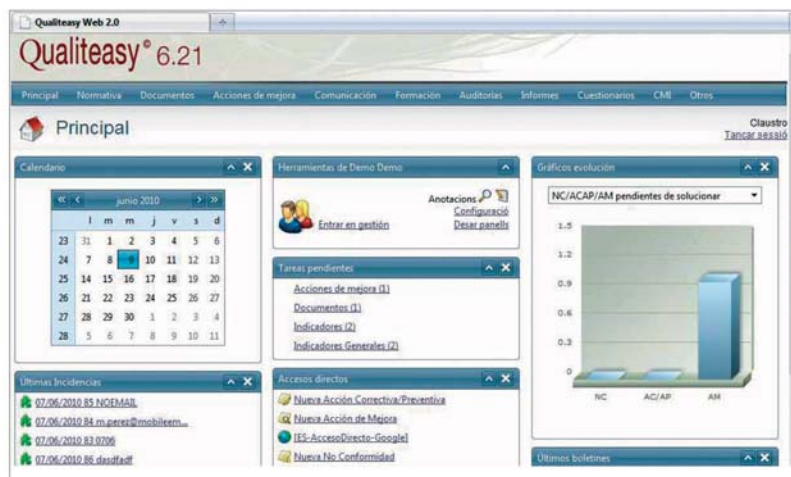 Qualiteasy Web 2.0
Qualiteasy® 6.21
Principal Normativa Documentos Acciones de mejora Comunicación Formación Auditorías Informes Cuestionarios CMI Otros
Principal
Claustro
Tancar sessió
Calendario
« < junio 2010 > »
l m m j v s d
23 31 1 2 3 4 5 6
24 7 8 9 10 11 12 13
25 14 15 16 17 18 19 20
26 21 22 23 24 25 26 27
27 28 29 30 1 2 3 4
28 5 6 7 8 9 10 11
Últimas Incidencias
07/06/2010 85 NOEMAIL
07/06/2010 84 m.perez@mobileem...
07/06/2010 83 0706
07/06/2010 86 dasdfadf
Herramientas de Demo Demo
Anotacions
Entrar en gestión
Configuració
Desar panells
Tareas pendientes
Acciones de mejora (1)
Documentos (1)
Indicadores (2)
Indicadores Generales (2)
Accesos directos
Nueva Acción Correctiva/Preventiva
Nueva Acción de Mejora
[ES-AccesoDirecto-Google]
Nueva No Conformidad
Gráficos evolución
NC/ACAP/AM pendientes de solucionar
1.5
1.2
0.9
0.6
0.3
0
NC AC/AP AM
Últimos boletines